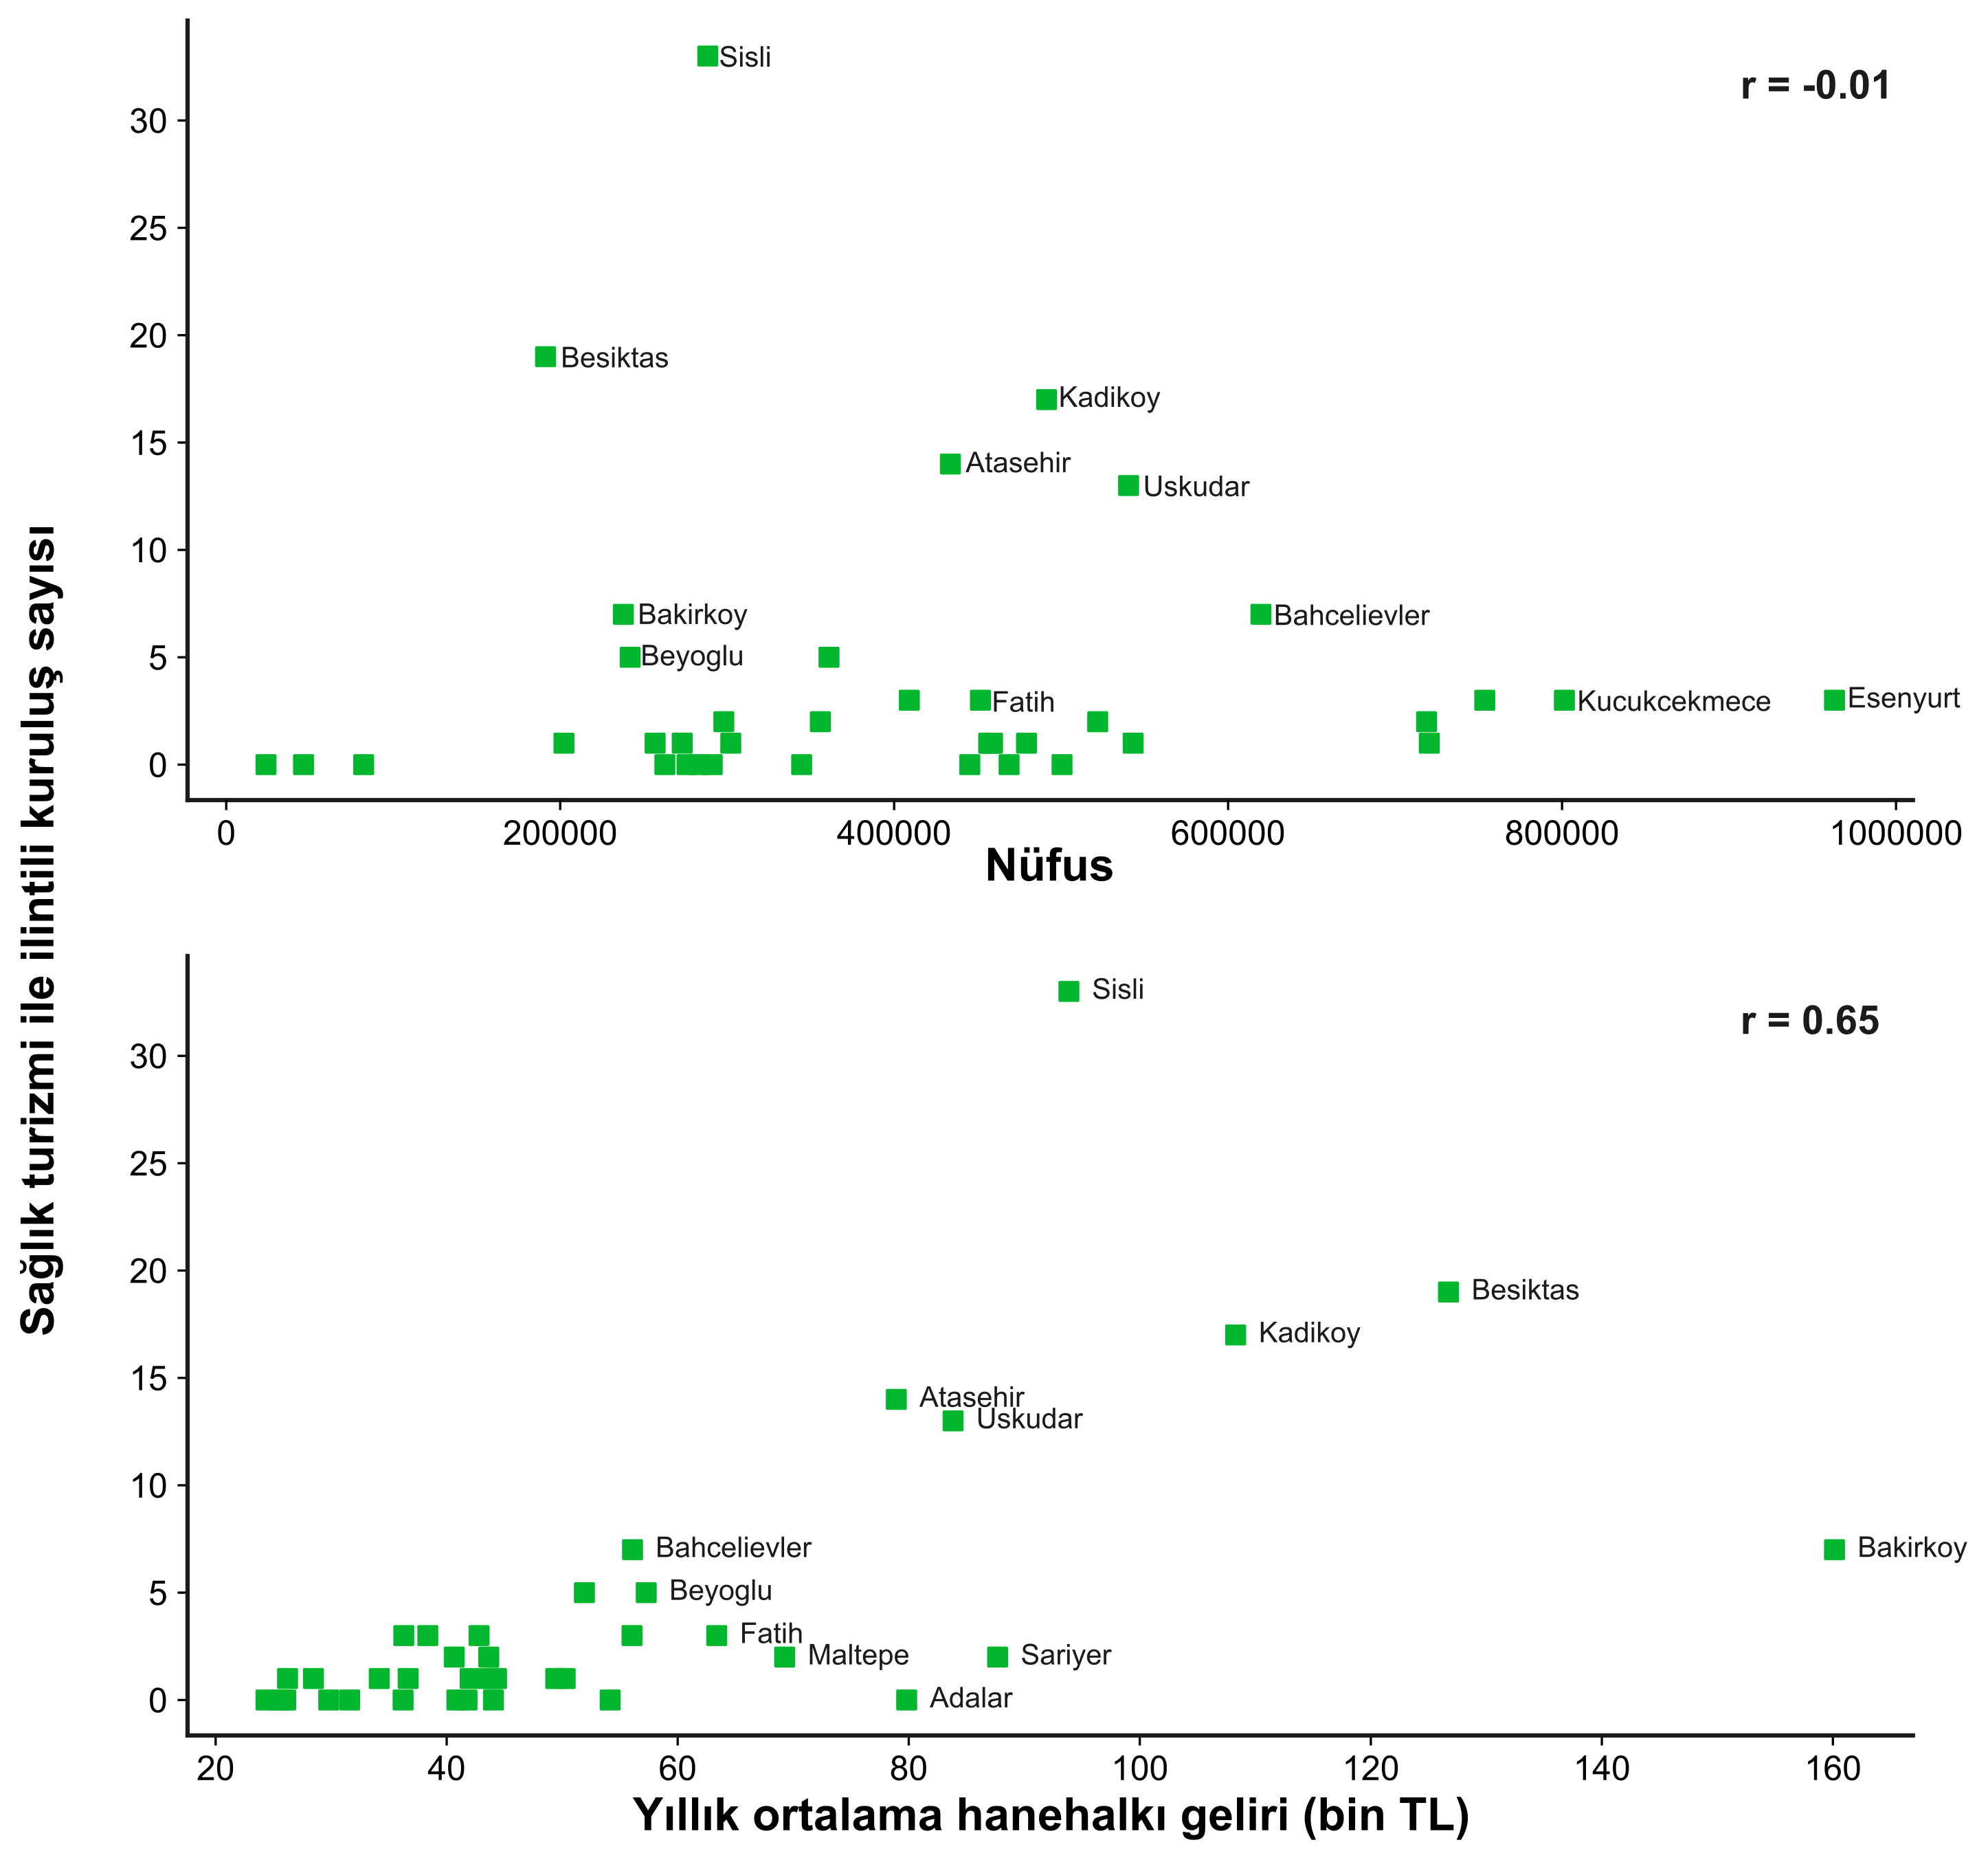 Sağlık turizmi ile ilintili kuruluş sayısı
r = -0.01
Sisli
30
25
20
Besiktas
Kadikoy
15
Atasehir
Uskudar
10
Bakirkoy
Bahcelievler
5
Beyoglu
Fatih
Kucukcekmece
Esenyurt
0
0 200000 400000 600000 800000 1000000
Nüfus
Sisli
r = 0.65
30
25
20
Besiktas
Kadikoy
15
Atasehir
Uskudar
10
Bahcelievler
Bakirkoy
5
Beyoglu
Fatih
Maltepe
Sariyer
0
Adalar
20 40 60 80 100 120 140 160
Yıllık ortalama hanehalkı geliri (bin TL)